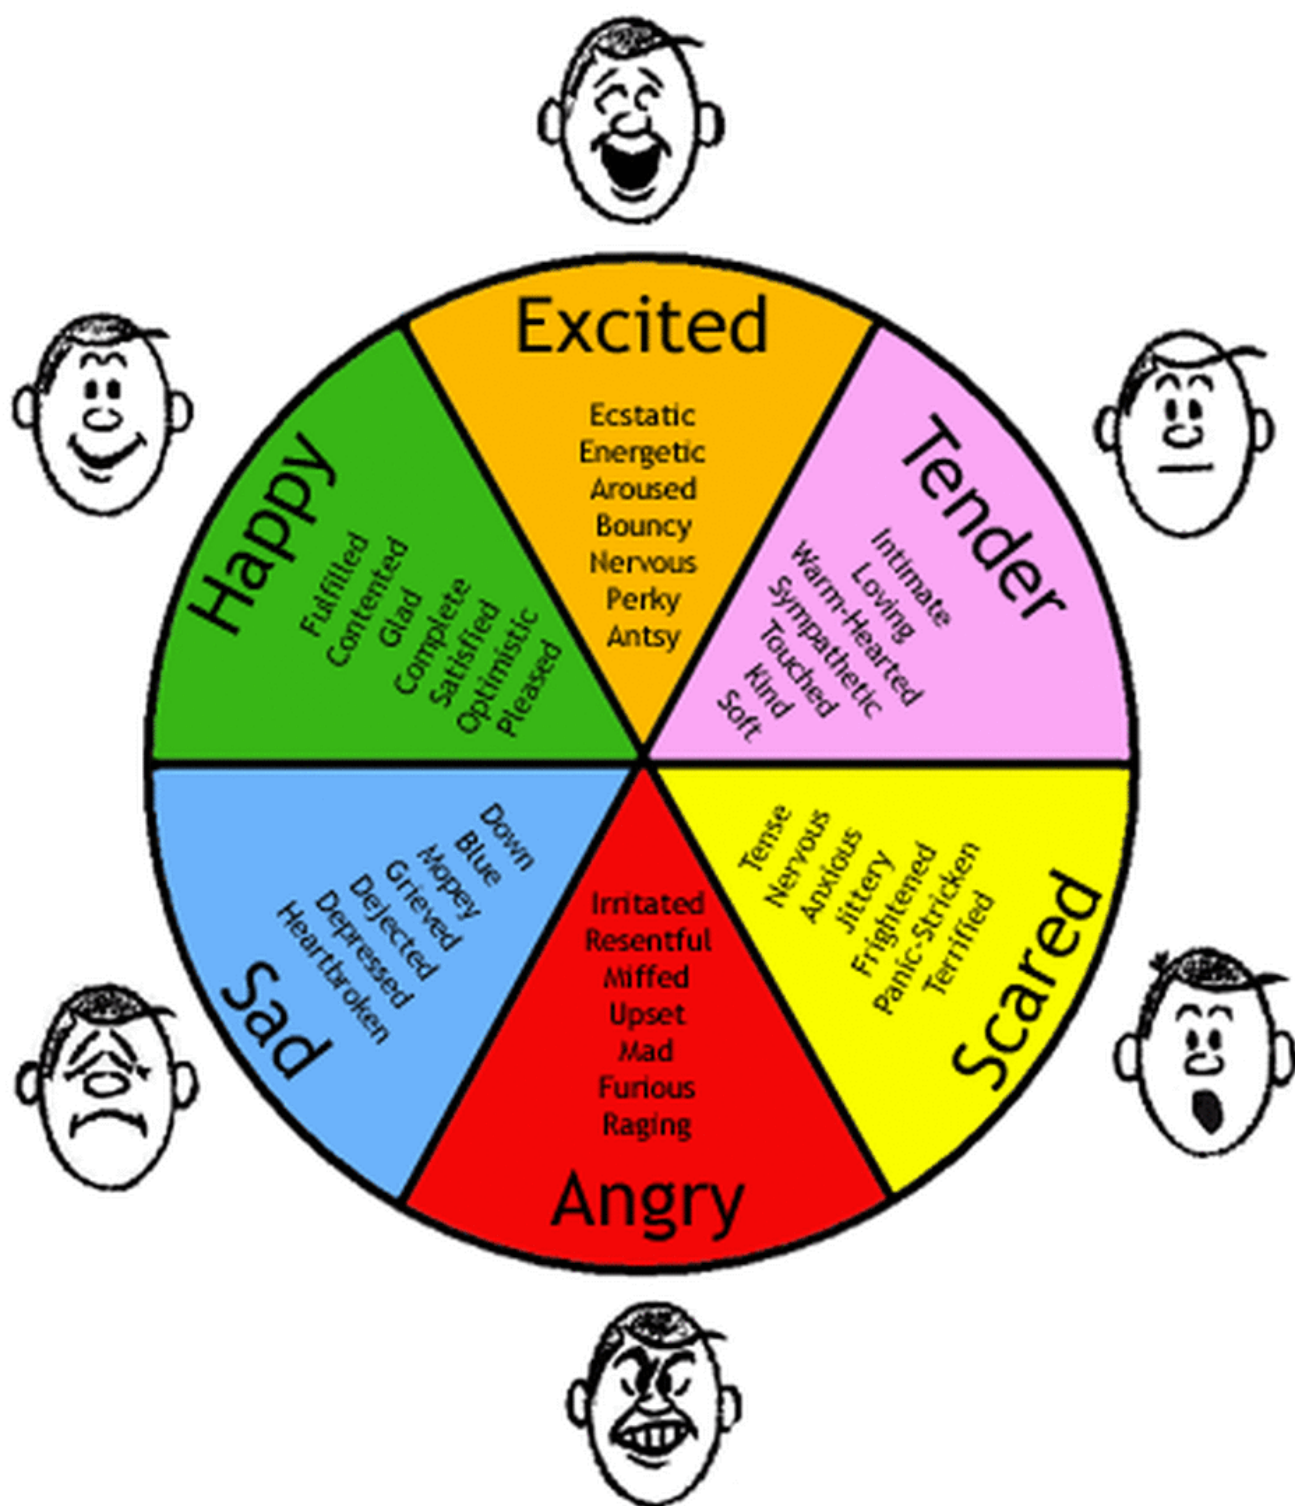 Excited
Ecstatic
Energetic
Aroused
Bouncy
Nervous
Perky
Antsy
Tender
Intimate
Loving
Warm-Hearted
Sympathetic
Touched
Kind
Soft
Scared
Tense
Nervous
Anxious
Jittery
Frightened
Panic-Stricken
Terrified
Irritated
Resentful
Miffed
Upset
Mad
Furious
Raging
Angry
Down
Blue
Mopey
Grieved
Dejected
Depressed
Heartbroken
Sad
Happy
Fulfilled
Contented
Glad
Complete
Satisfied
Optimistic
Pleased